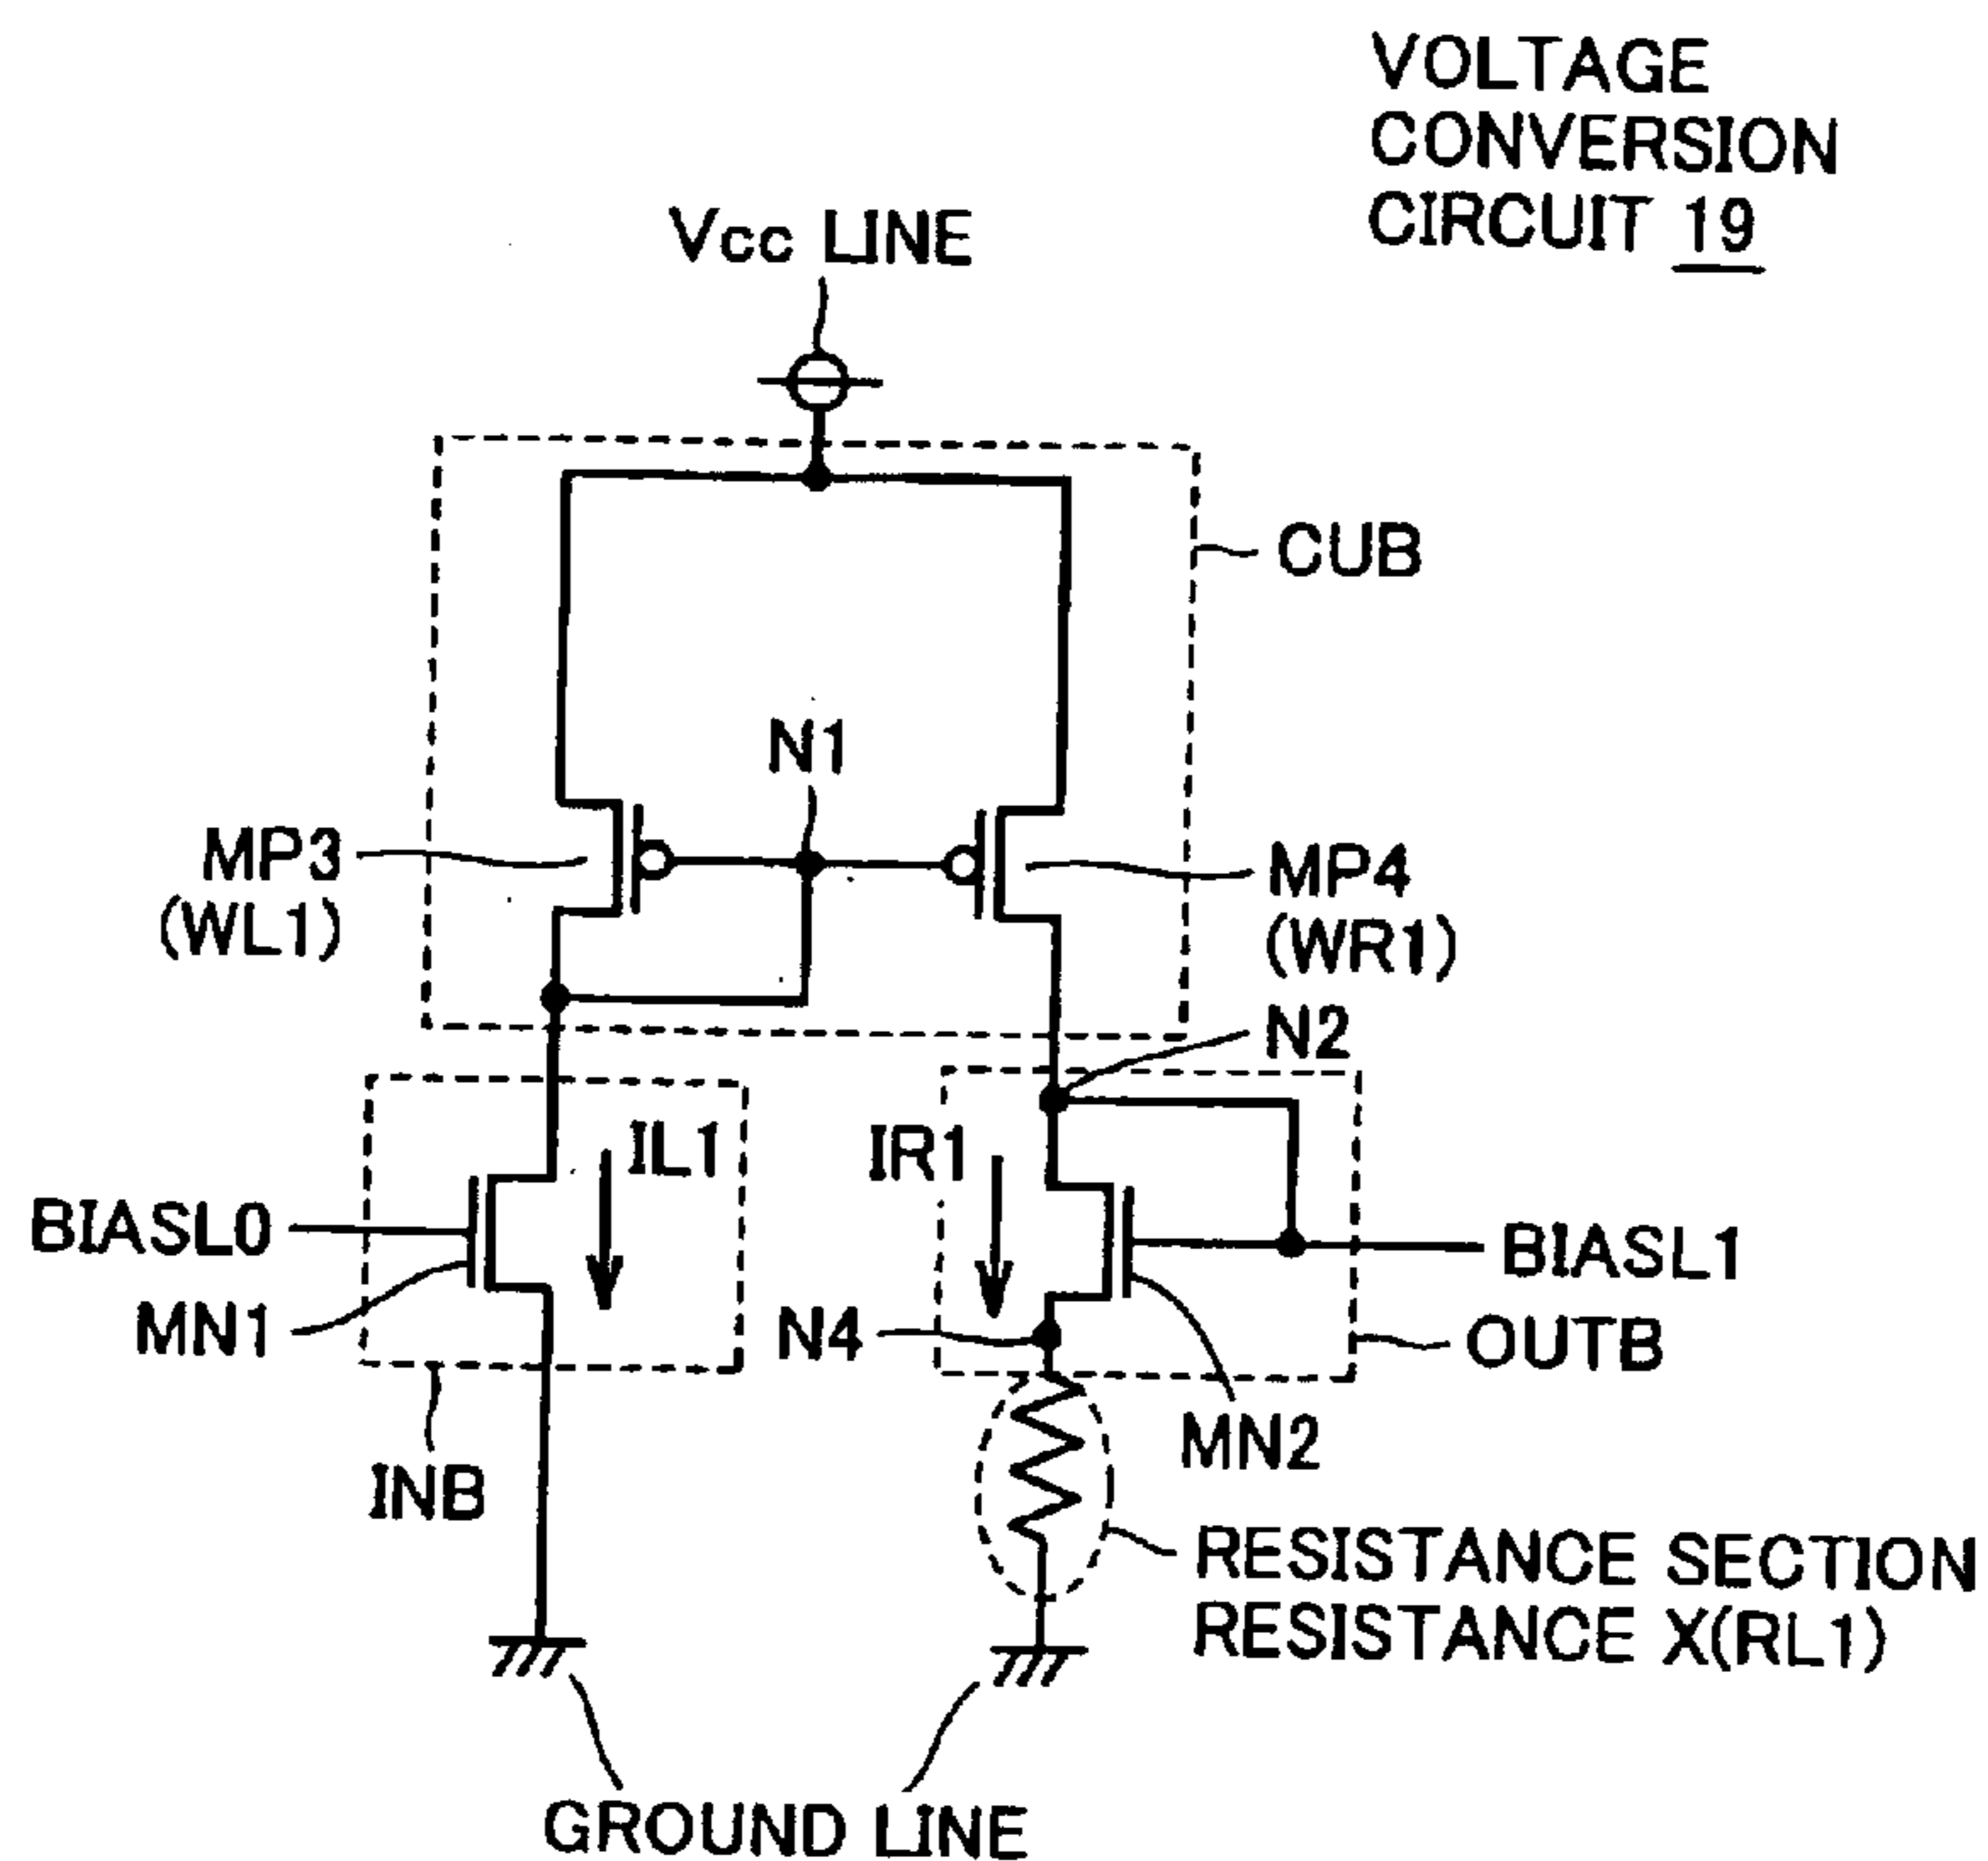 VOLTAGE
CONVERSION
CIRCUIT 19
Vcc LINE
CUB
N1
MP3
(WL1)
MP4
(WR1)
N2
IL1
IR1
BIASL0
BIASL1
MN1
N4
OUTB
MN2
INB
RESISTANCE SECTION
RESISTANCE X(RL1)
GROUND LINE